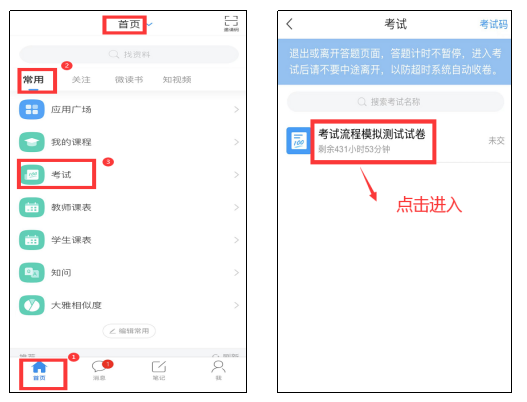 首页
邀请码
找资料
2
常用 关注 微读书 知视频
应用广场
我的课程
3
考试
教师课表
学生课表
知问
大雅相似度
编辑常用
1
1
首页 消息 笔记 我
考试
考试码
退出或离开答题页面，答题计时不暂停，进入考
试后请不要中途离开，以防超时系统自动收卷。
搜索考试名称
100
考试流程模拟测试试卷
未交
剩余431小时53分钟
点击进入